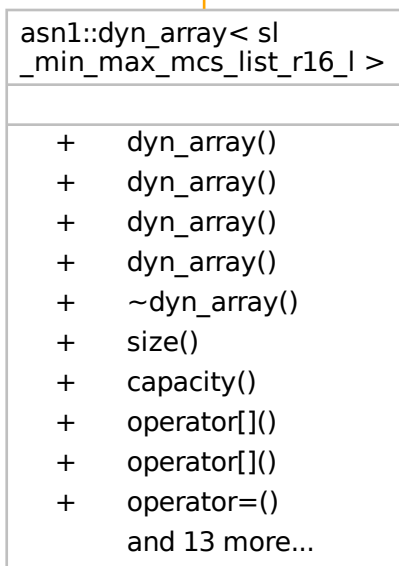 asn1::dyn_array< sl
_min_max_mcs_list_r16_l >
+ dyn_array()
+ dyn_array()
+ dyn_array()
+ dyn_array()
+ ~dyn_array()
+ size()
+ capacity()
+ operator[]()
+ operator[]()
+ operator=()
and 13 more...